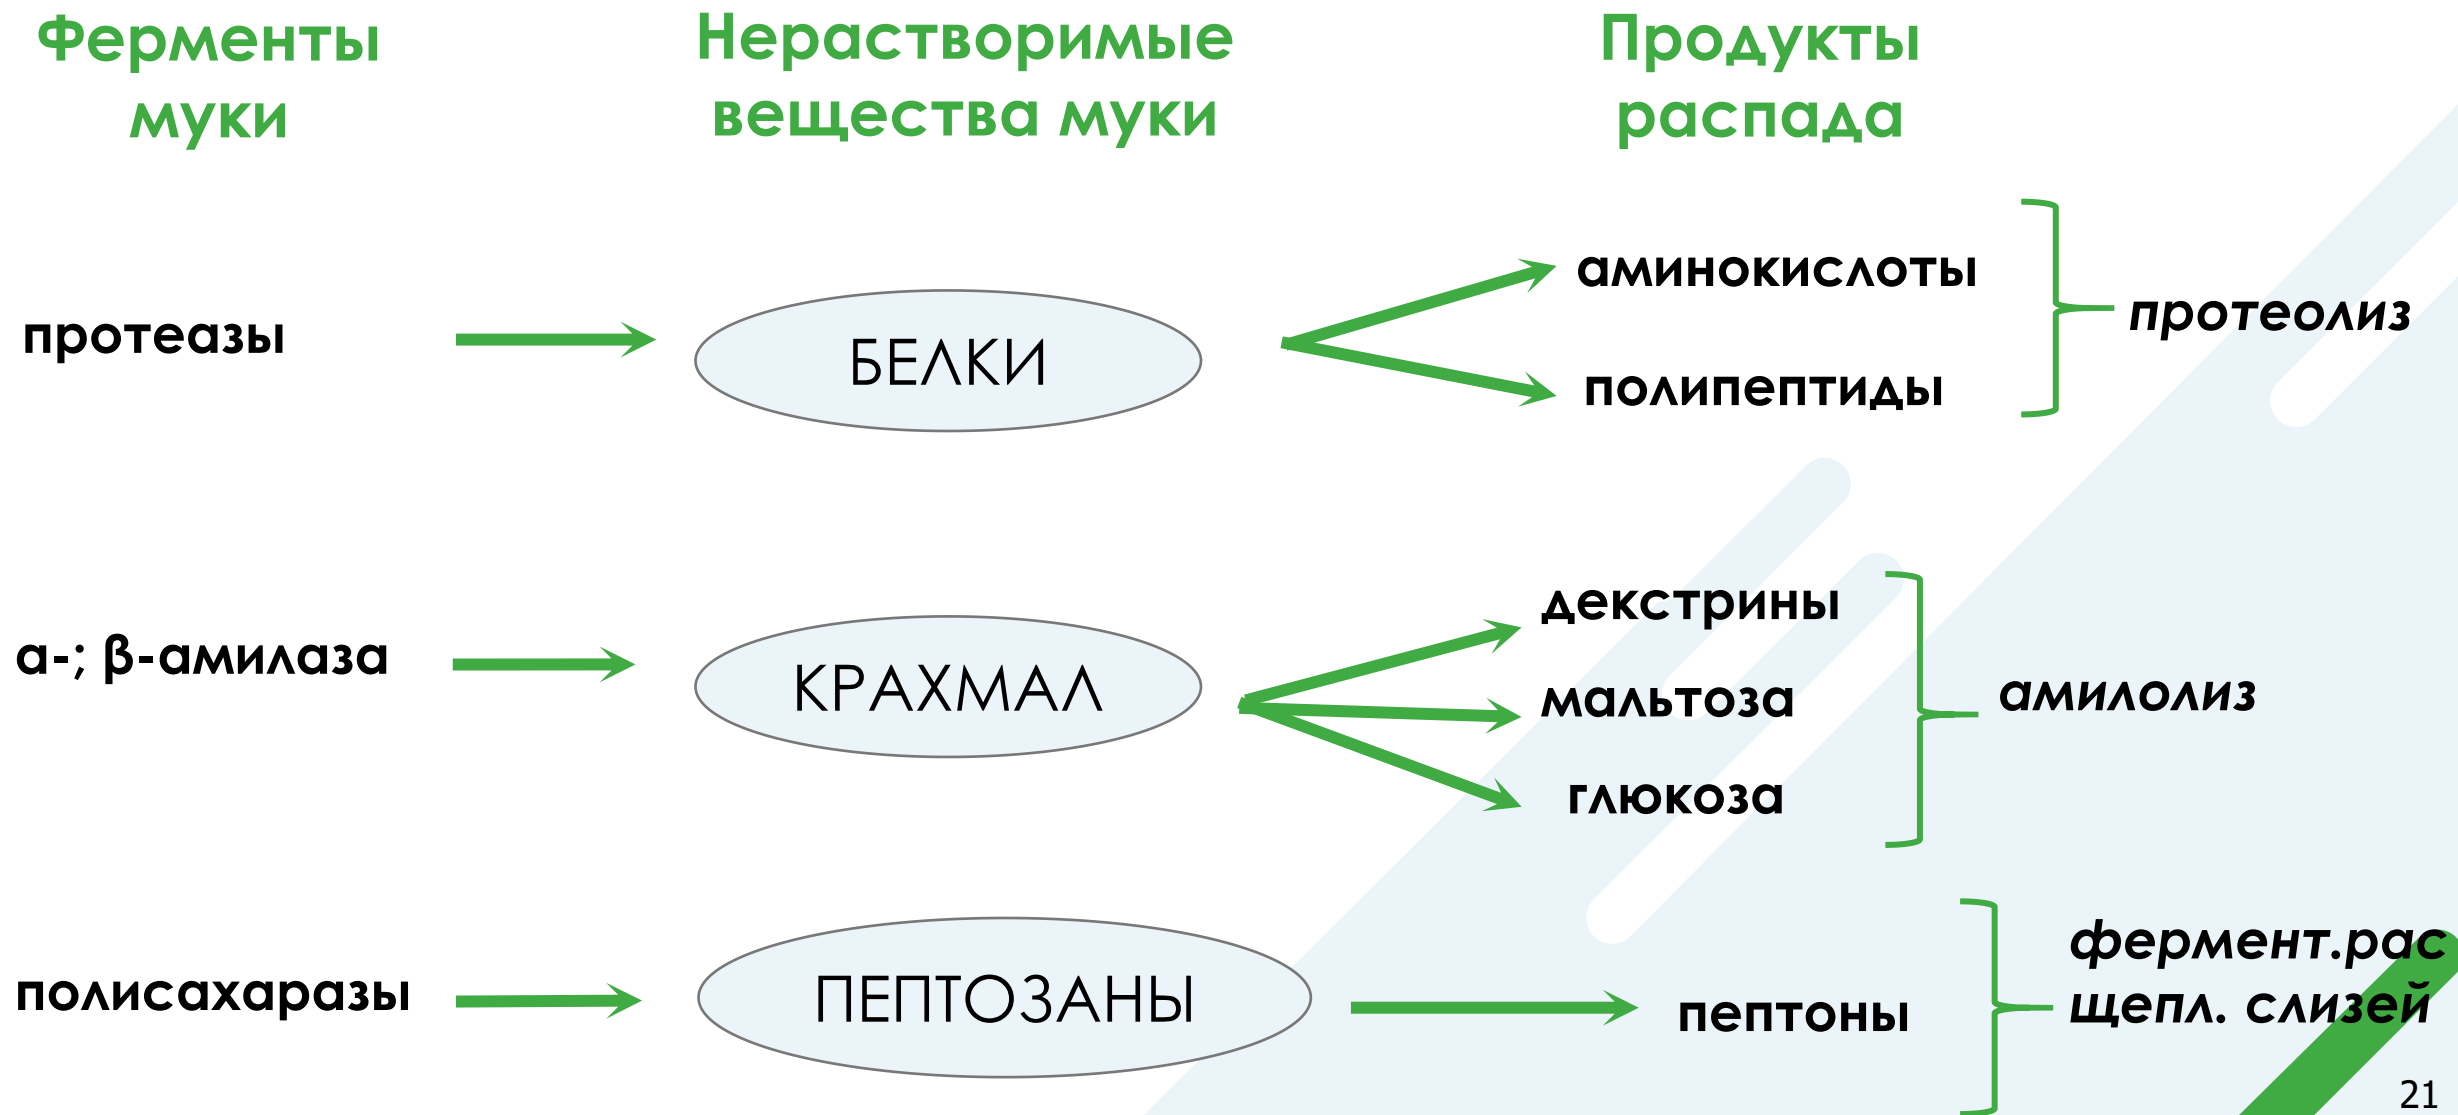 Ферменты
муки
Нерастворимые
вещества муки
Продукты
распада
протеазы
БЕЛКИ
аминокислоты
полипептиды
протеолиз
α-; β-амилаза
КРАХМАЛ
декстрины
мальтоза
глюкоза
амилолиз
полисахаразы
ПЕПТОЗАНЫ
пептоны
фермент.рас
щепл. слизей
21